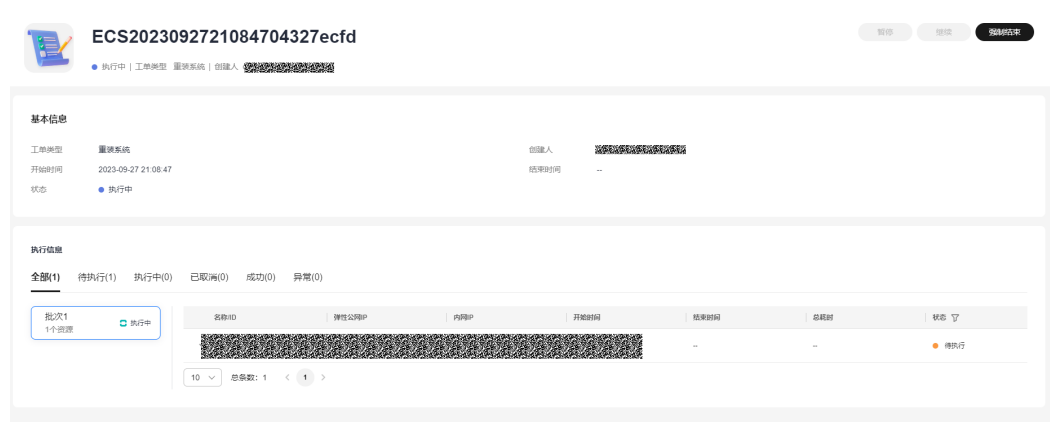 ECS2023092721084704327ecfd
暂停 继续 强制结束
执行中 | 工单类型 重装系统 | 创建人
基本信息
工单类型 重装系统 创建人
开始时间 2023-09-27 21:08:47 结束时间 --
状态 执行中
执行信息
全部(1) 待执行(1) 执行中(0) 已取消(0) 成功(0) 异常(0)
批次1
1个资源
执行中
名称/ID 弹性公网IP 内网IP 开始时间 结束时间 总耗时 状态
-- -- 待执行
10 总条数: 1 < 1 >